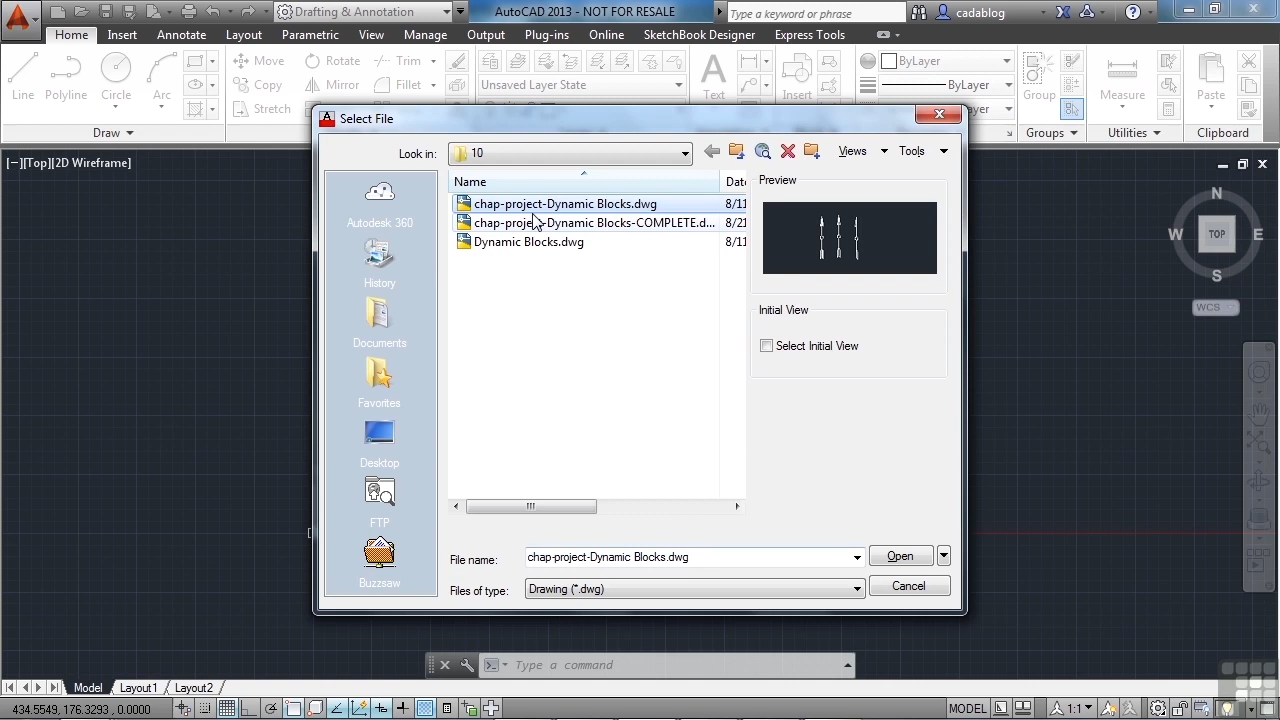 Drafting & Annotation
AutoCAD 2013 - NOT FOR RESALE
Type a keyword or phrase
cadablog
Home Insert Annotate Layout Parametric View Manage Output Plug-ins Online SketchBook Designer Express Tools
Line
Polyline
Circle
Arc
Move
Rotate
Trim
Copy
Mirror
Fillet
Stretch
Unsaved Layer State
Text
Insert
ByLayer
ByLayer
Group
Measure
Paste
Draw
Groups
Utilities
Clipboard
[−][Top][2D Wireframe]
Select File
Look in:
10
Views
Tools
Name
Date
chap-project-Dynamic Blocks.dwg 8/11
chap-project-Dynamic Blocks-COMPLETE.d... 8/21
Dynamic Blocks.dwg 8/11
Autodesk 360
History
Documents
Favorites
Desktop
FTP
Buzzsaw
Preview
Initial View
Select Initial View
File name:
chap-project-Dynamic Blocks.dwg
Open
Files of type:
Drawing (*.dwg)
Cancel
N
W
TOP
E
S
WCS
Type a command
Model Layout1 Layout2
434.5549, 176.3293, 0.0000
MODEL
1:1